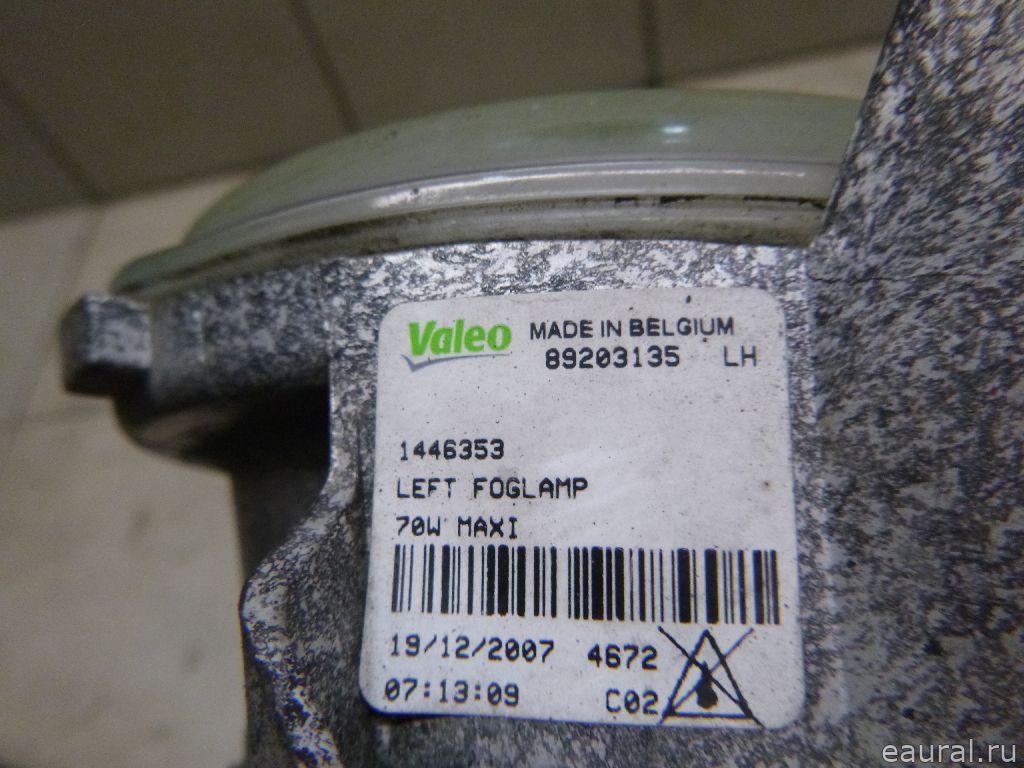 Valeo MADE IN BELGIUM
89203135 LH
1446353
LEFT FOGLAMP
70W MAXI
19/12/2007 4672
07:13:09 C02
eaural.ru